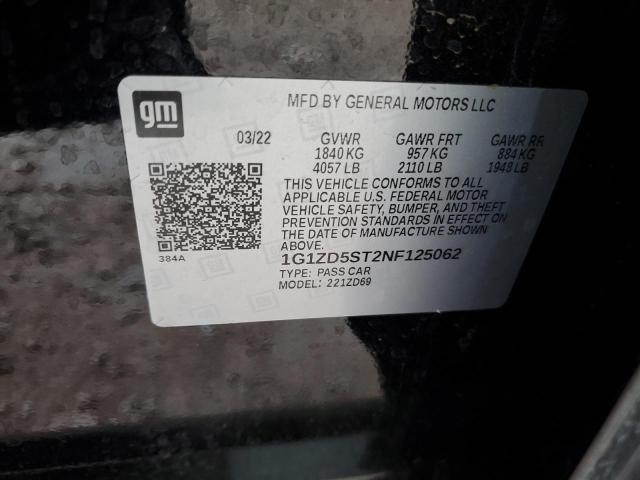 gm
MFD BY GENERAL MOTORS LLC
03/22 GVWR GAWR FRT GAWR RR
1840 KG 957 KG 884 KG
4057 LB 2110 LB 1948 LB
THIS VEHICLE CONFORMS TO ALL
APPLICABLE U.S. FEDERAL MOTOR
VEHICLE SAFETY, BUMPER, AND THEFT
PREVENTION STANDARDS IN EFFECT ON
THE DATE OF MANUFACTURE SHOWN
ABOVE.
384A
1G1ZD5ST2NF125062
TYPE: PASS CAR
MODEL: 221ZD69